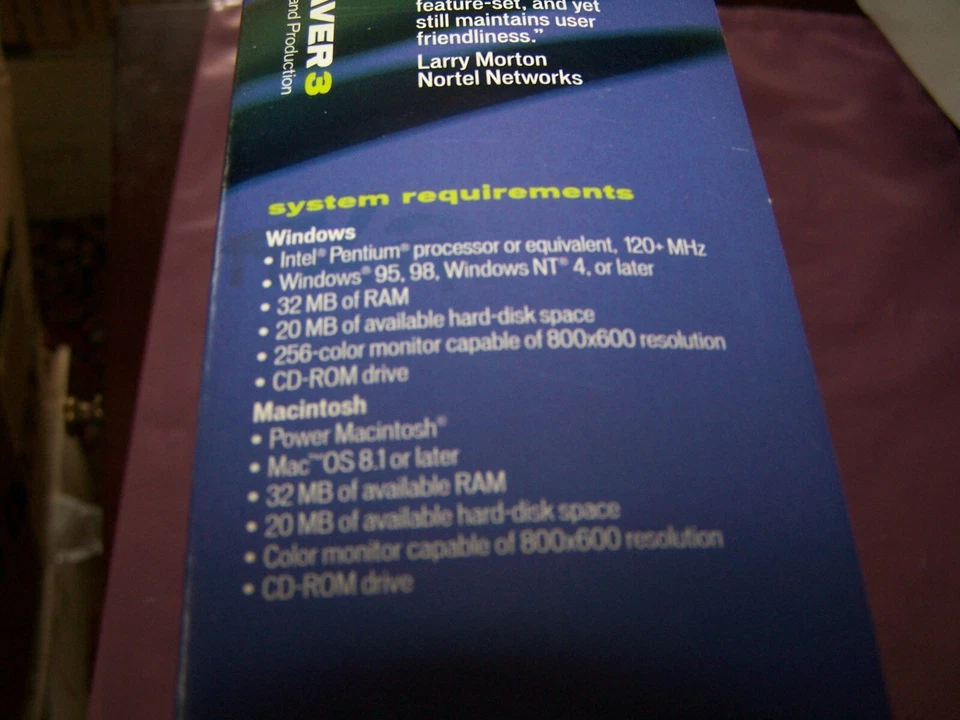 AVER 3
and Production
feature-set, and yet
still maintains user
friendliness.”
Larry Morton
Nortel Networks
system requirements
Windows
• Intel® Pentium® processor or equivalent, 120+ MHz
• Windows® 95, 98, Windows NT® 4, or later
• 32 MB of RAM
• 20 MB of available hard-disk space
• 256-color monitor capable of 800x600 resolution
• CD-ROM drive
Macintosh
• Power Macintosh®
• Mac™OS 8.1 or later
• 32 MB of available RAM
• 20 MB of available hard-disk space
• Color monitor capable of 800x600 resolution
• CD-ROM drive